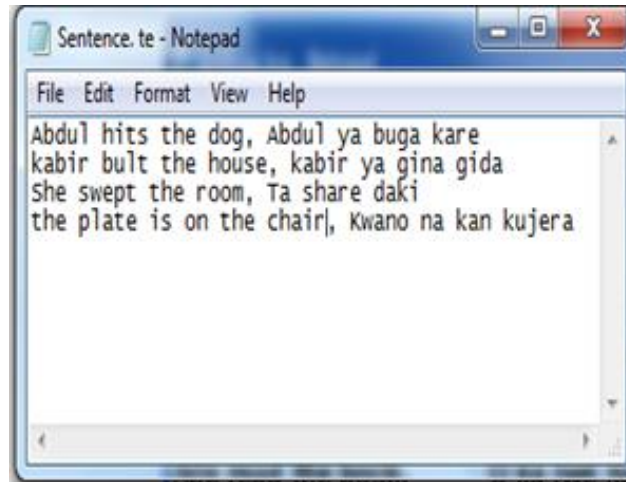 Sentence. te - Notepad
File Edit Format View Help
Abdul hits the dog, Abdul ya buga kare
kabir bult the house, kabir ya gina gida
She swept the room, Ta share daki
the plate is on the chair, Kwano na kan kujera